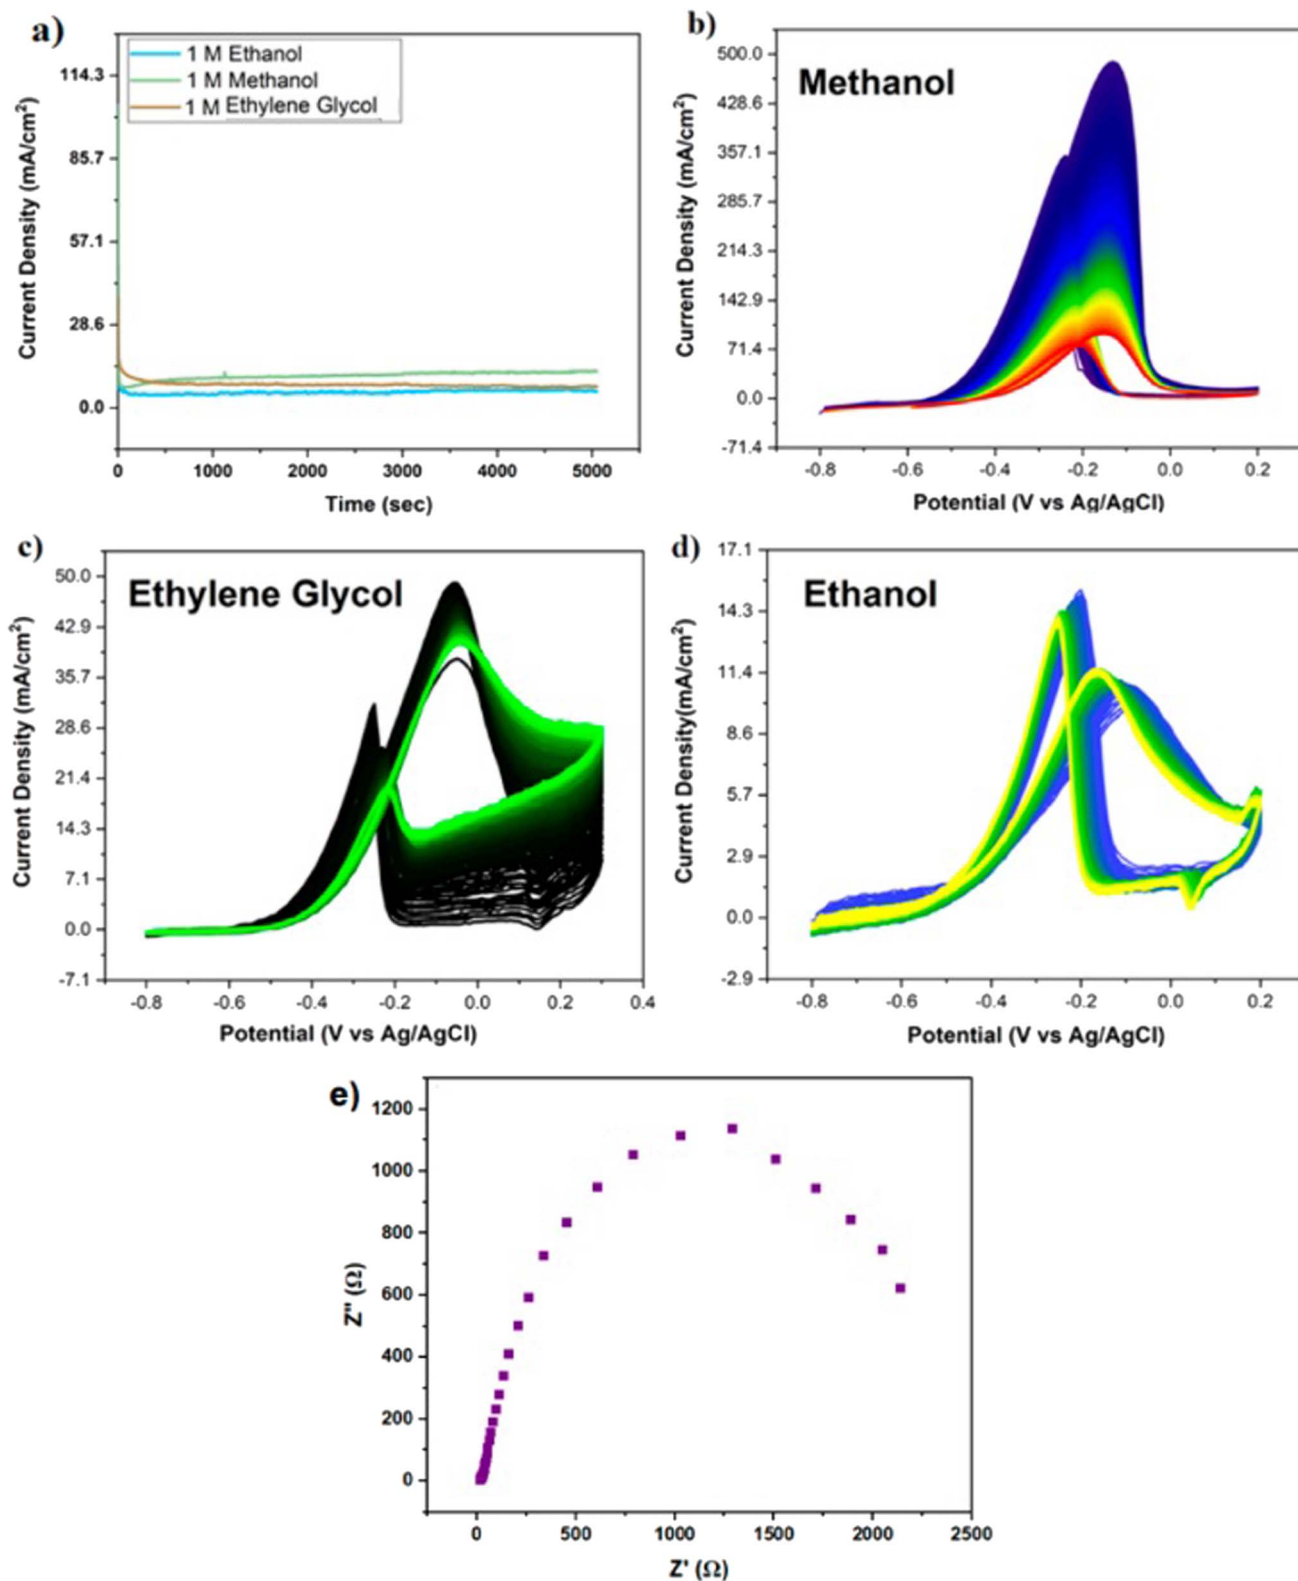 a)
1 M Ethanol
1 M Methanol
1 M Ethylene Glycol
114.3
85.7
57.1
28.6
0.0
Current Density (mA/cm²)
0 1000 2000 3000 4000 5000
Time (sec)
b)
Methanol
500.0
428.6
357.1
285.7
214.3
142.9
71.4
0.0
-71.4
Current Density (mA/cm²)
-0.8 -0.6 -0.4 -0.2 0.0 0.2
Potential (V vs Ag/AgCl)
c)
Ethylene Glycol
50.0
42.9
35.7
28.6
21.4
14.3
7.1
0.0
-7.1
Current Density (mA/cm²)
-0.8 -0.6 -0.4 -0.2 0.0 0.2 0.4
Potential (V vs Ag/AgCl)
d)
Ethanol
17.1
14.3
11.4
8.6
5.7
2.9
0.0
-2.9
Current Density(mA/cm²)
-0.8 -0.6 -0.4 -0.2 0.0 0.2
Potential (V vs Ag/AgCl)
e)
1200
1000
800
600
400
200
0
Z" (Ω)
0 500 1000 1500 2000 2500
Z' (Ω)